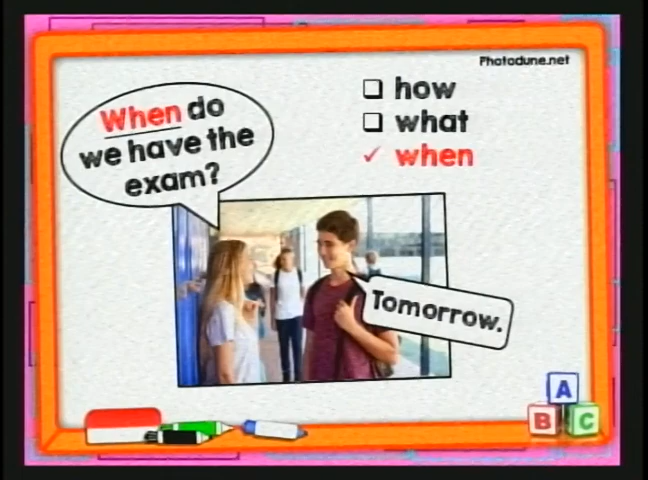 Photodune.net
When do
we have the
exam?
how
what
when
Tomorrow.
A
B
C